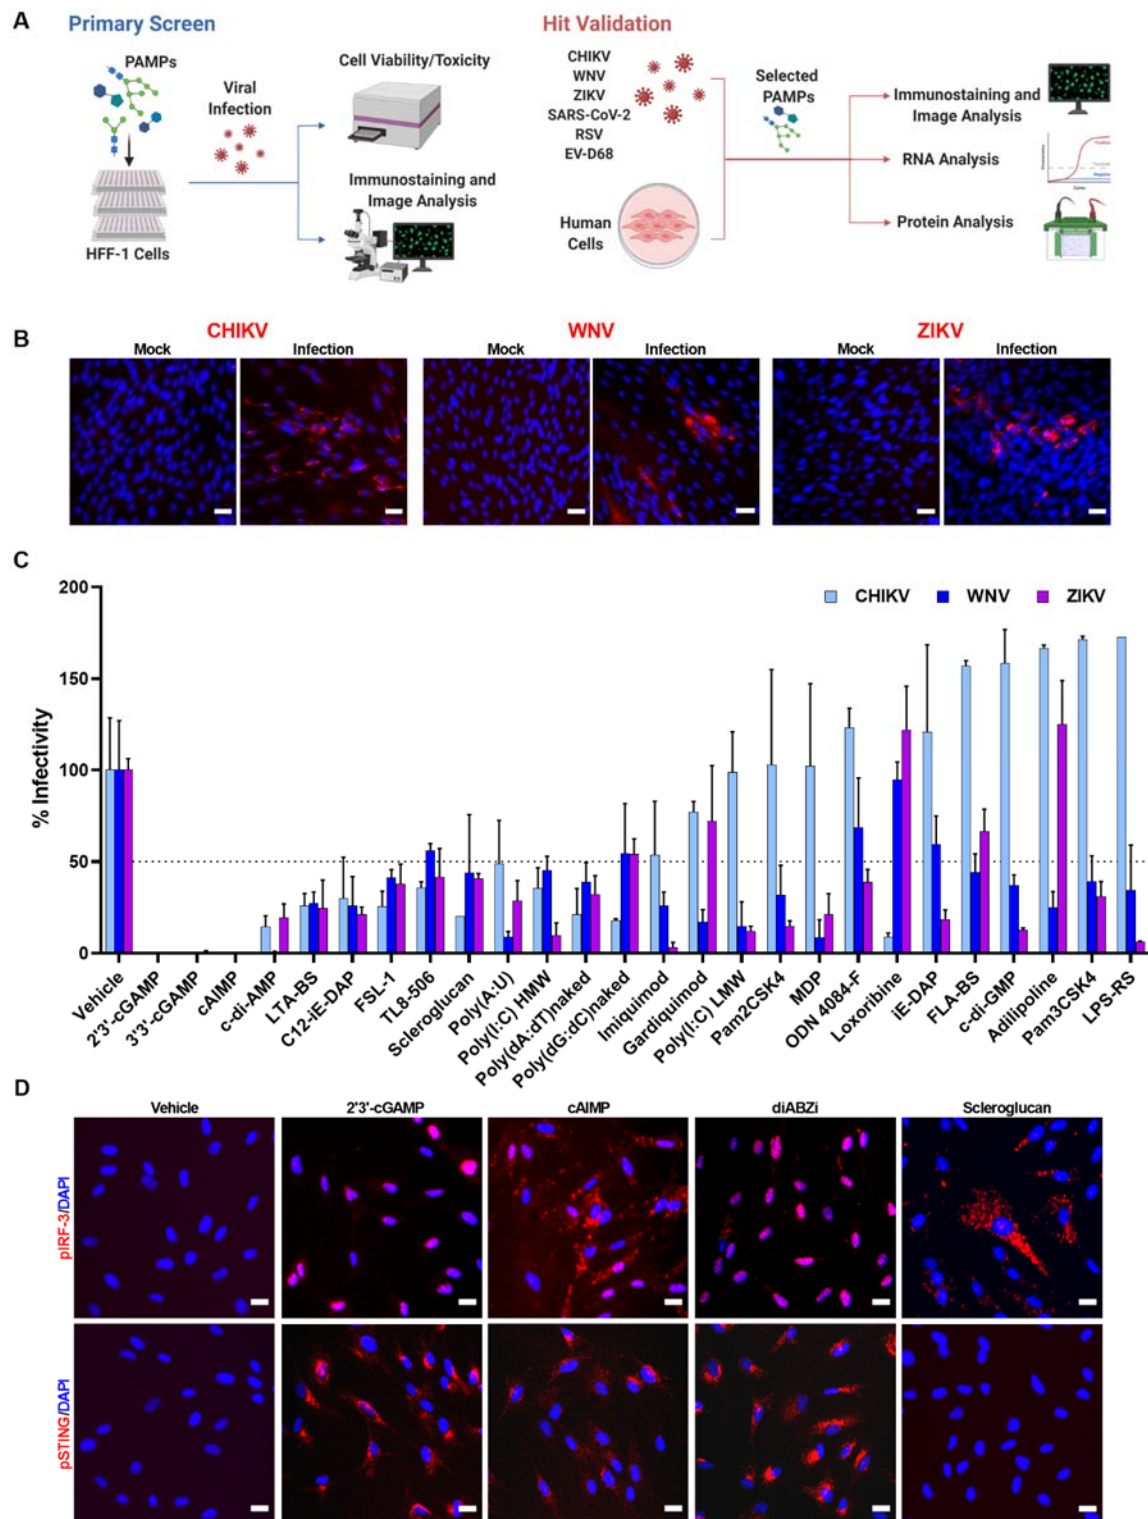 A
Primary Screen
Hit Validation
PAMPs
Viral
Infection
HFF-1 Cells
Cell Viability/Toxicity
Immunostaining and
Image Analysis
CHIKV
WNV
ZIKV
SARS-CoV-2
RSV
EV-D68
Human
Cells
Selected
PAMPs
Immunostaining and
Image Analysis
RNA Analysis
Protein Analysis
B
CHIKV
WNV
ZIKV
Mock
Infection
Mock
Infection
Mock
Infection
C
% Infectivity
200
150
100
50
0
CHIKV
WNV
ZIKV
Vehicle
2'3'-cGAMP
3'3'-cGAMP
cAIMP
c-di-AMP
LTA-BS
C12-iE-DAP
FSL-1
TL8-506
Scleroglucan
Poly(A:U)
Poly(I:C) HMW
Poly(dA:dT)naked
Poly(dG:dC)naked
Imiquimod
Gardiquimod
Poly(I:C) LMW
Pam2CSK4
MDP
ODN 4084-F
Loxoribine
iE-DAP
FLA-BS
c-di-GMP
Adilipoline
Pam3CSK4
LPS-RS
D
Vehicle
2'3'-cGAMP
cAIMP
diABZi
Scleroglucan
pIRF-3/DAPI
pSTING/DAPI